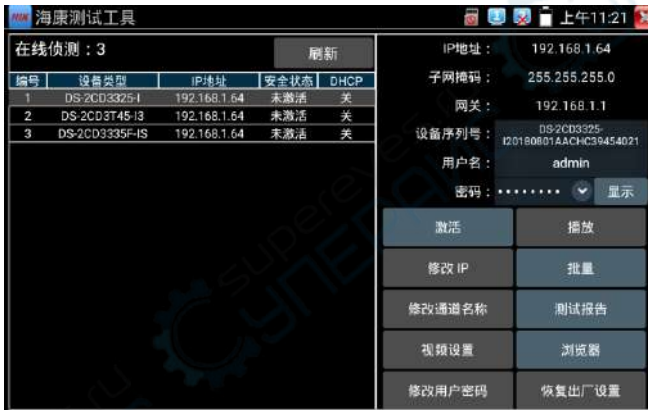 海康测试工具
上午11:21
在线侦测：3
刷新
编号 设备类型 IP地址 安全状态 DHCP
1 DS-2CD3325-I 192.168.1.64 未激活 关
2 DS-2CD3T45-I3 192.168.1.64 未激活 关
3 DS-2CD3335F-IS 192.168.1.64 未激活 关
IP地址： 192.168.1.64
子网掩码： 255.255.255.0
网关： 192.168.1.1
设备序列号： DS-2CD3325-
I20180801AACHC39454021
用户名： admin
密码： •••••••• 显示
激活 播放
修改 IP 批量
修改通道名称 测试报告
视频设置 浏览器
修改用户密码 恢复出厂设置